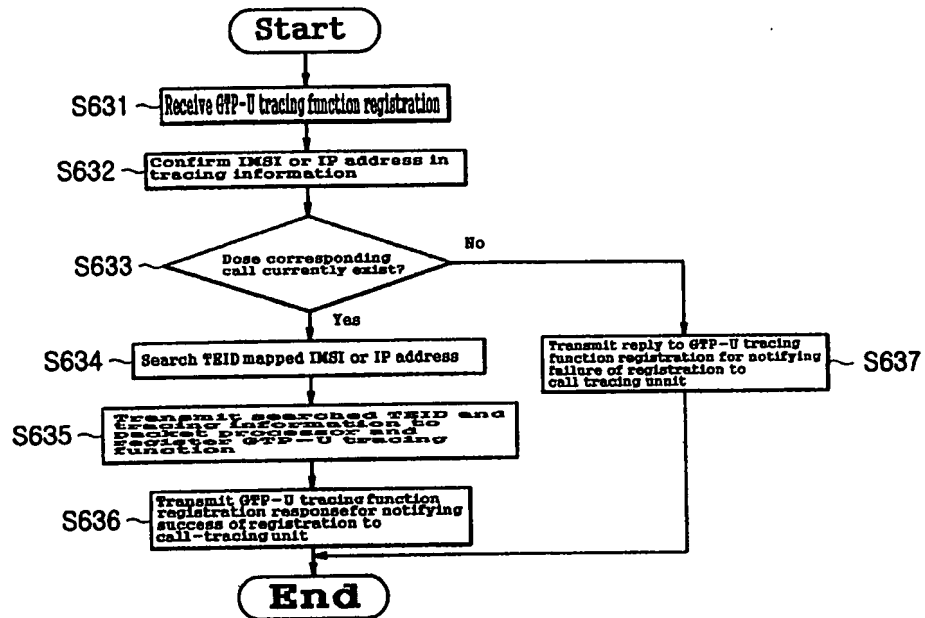 Start
S631
Receive GTP-U tracing function registration
S632
Confirm IMSI or IP address in
tracing information
S633
Dose corresponding
call currently exist?
No
Yes
S634
Search TEID mapped IMSI or IP address
Transmit reply to GTP-U tracing
function registration for notifying
failure of registration to
call tracing unnit
S637
S635
Transmit searched TEID and
tracing information to
packet processor and
register GTP-U tracing
function
S636
Transmit GTP-U tracing function
registration responsefor notifying
success of registration to
call-tracing unit
End